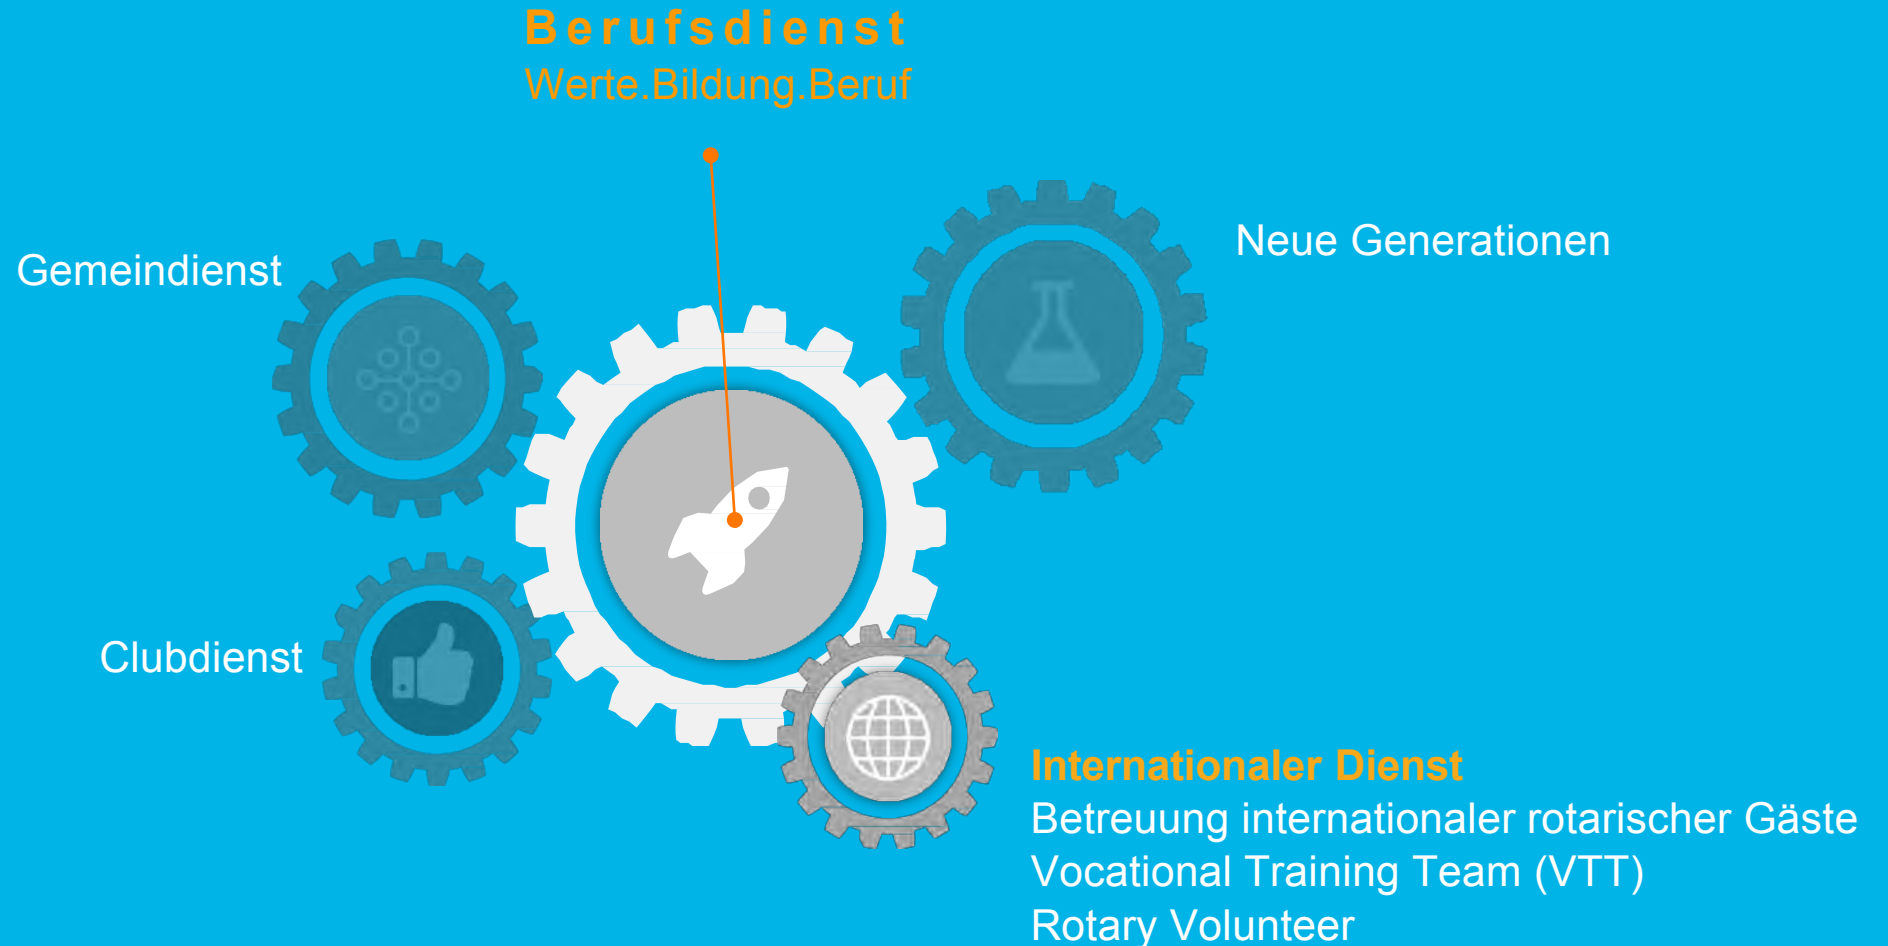 Berufsdienst
Werte.Bildung.Beruf
Neue Generationen
Gemeindienst
Clubdienst
Internationaler Dienst
Betreuung internationaler rotarischer Gäste
Vocational Training Team (VTT)
Rotary Volunteer